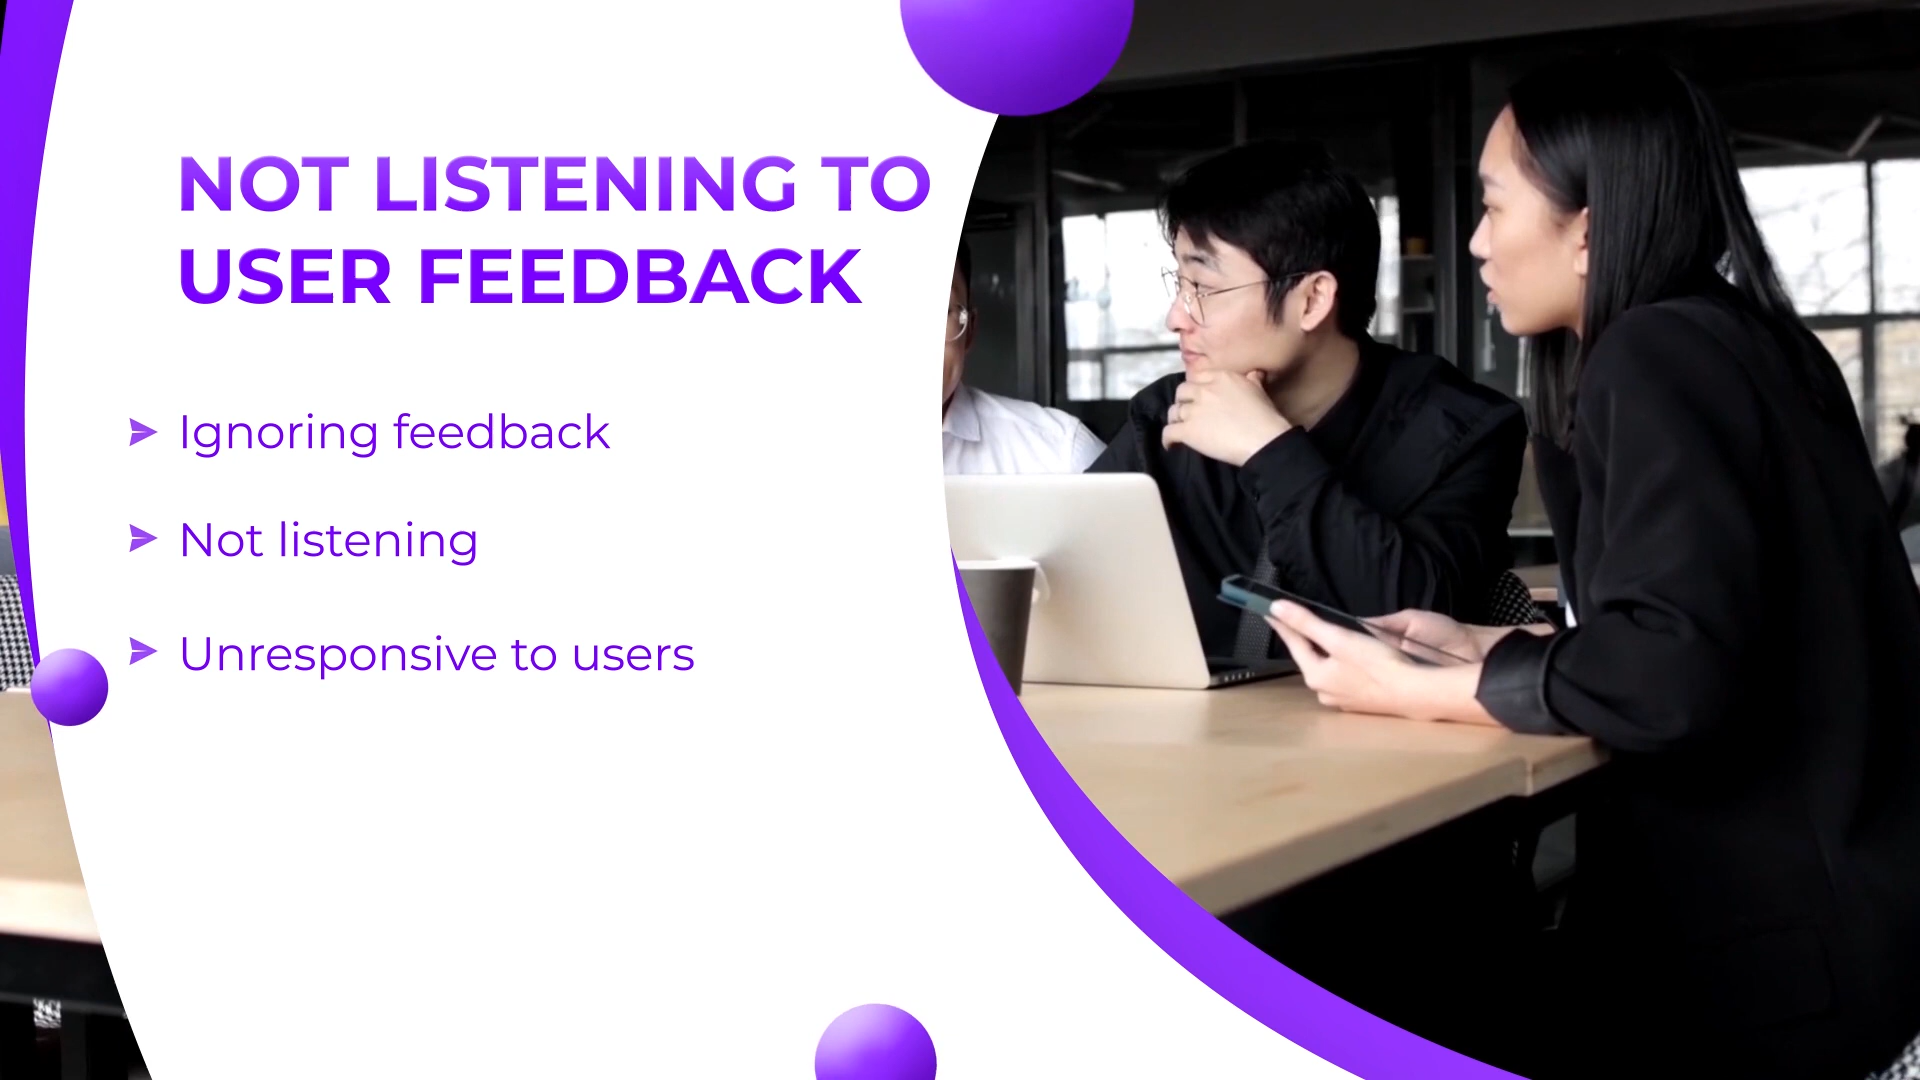 NOT LISTENING TO
USER FEEDBACK
Ignoring feedback
Not listening
Unresponsive to users